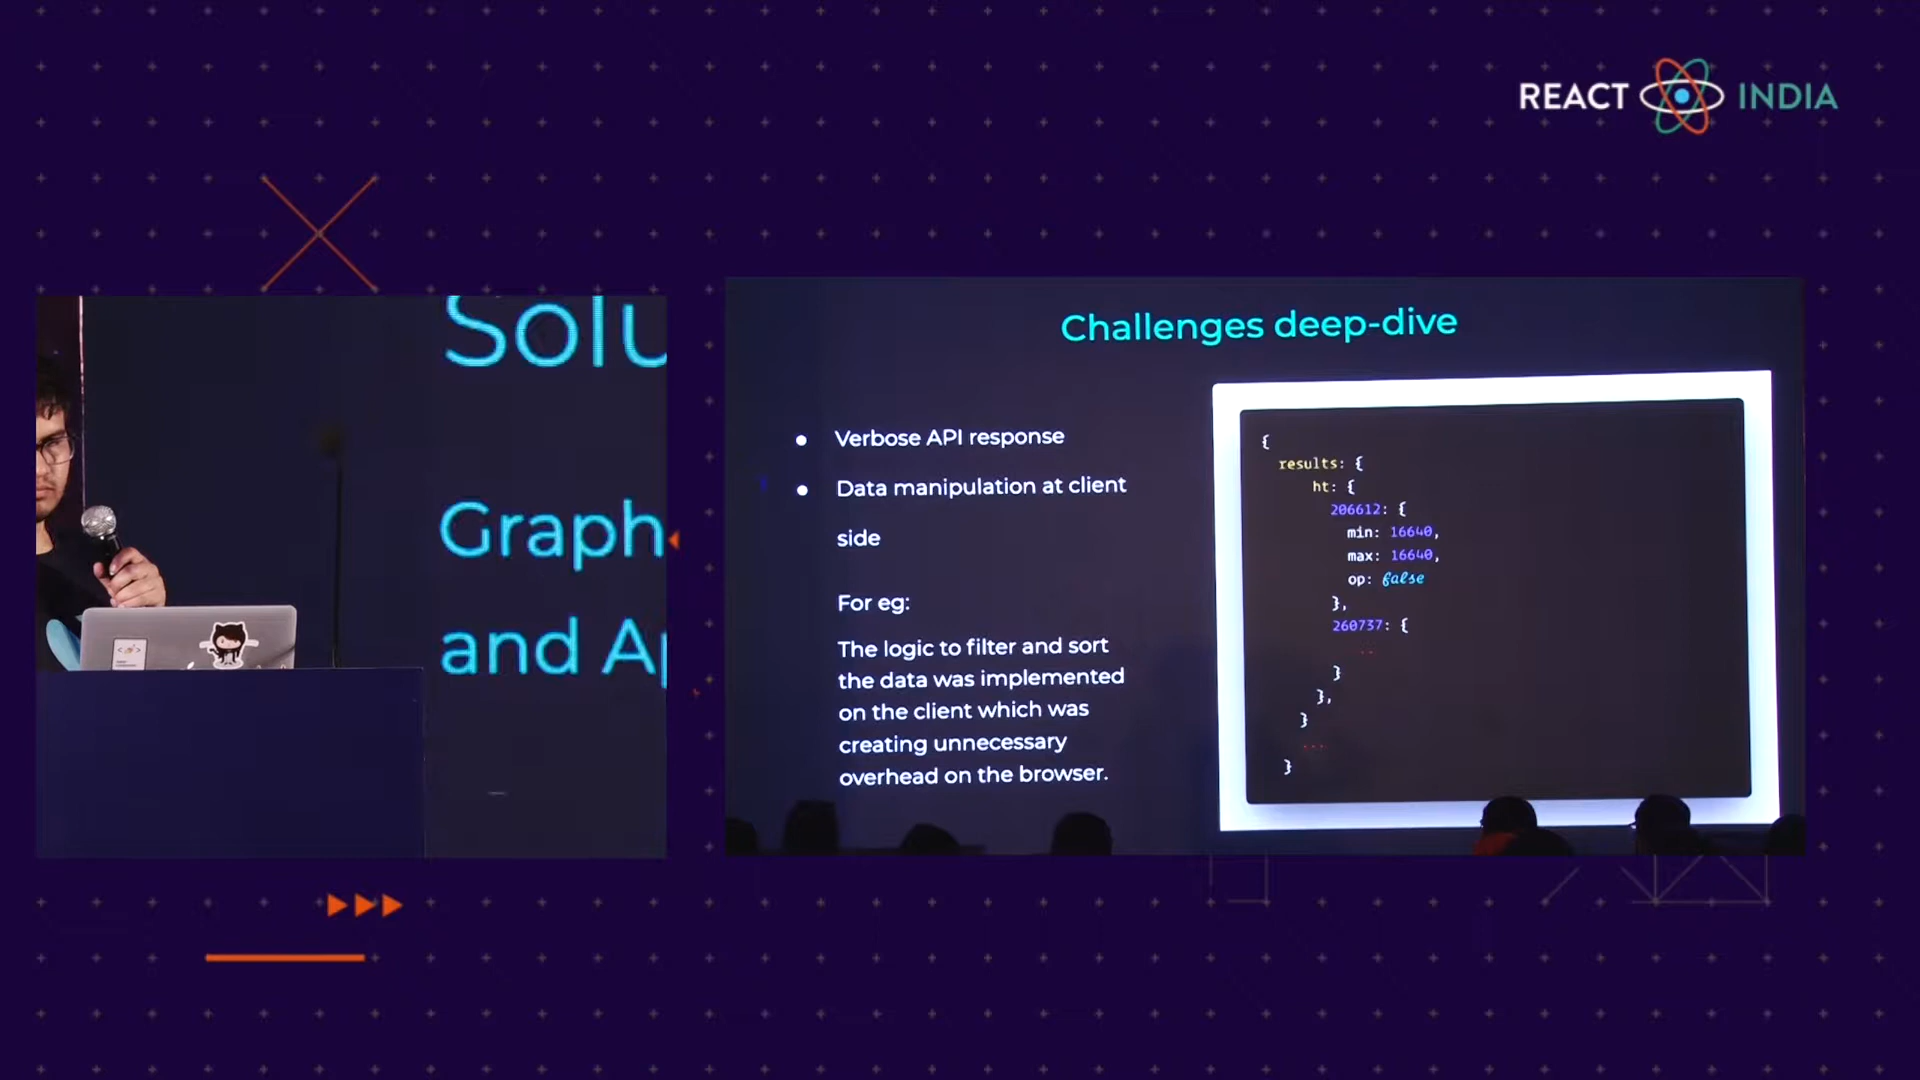 REACT INDIA
Solu
Graph
and Ap
Challenges deep-dive
● Verbose API response
● Data manipulation at client
side
For eg:
The logic to filter and sort
the data was implemented
on the client which was
creating unnecessary
overhead on the browser.
{
results: {
ht: {
206612: {
min: 16640,
max: 16640,
op: false
},
260737: {
..
}
},
}
...
}